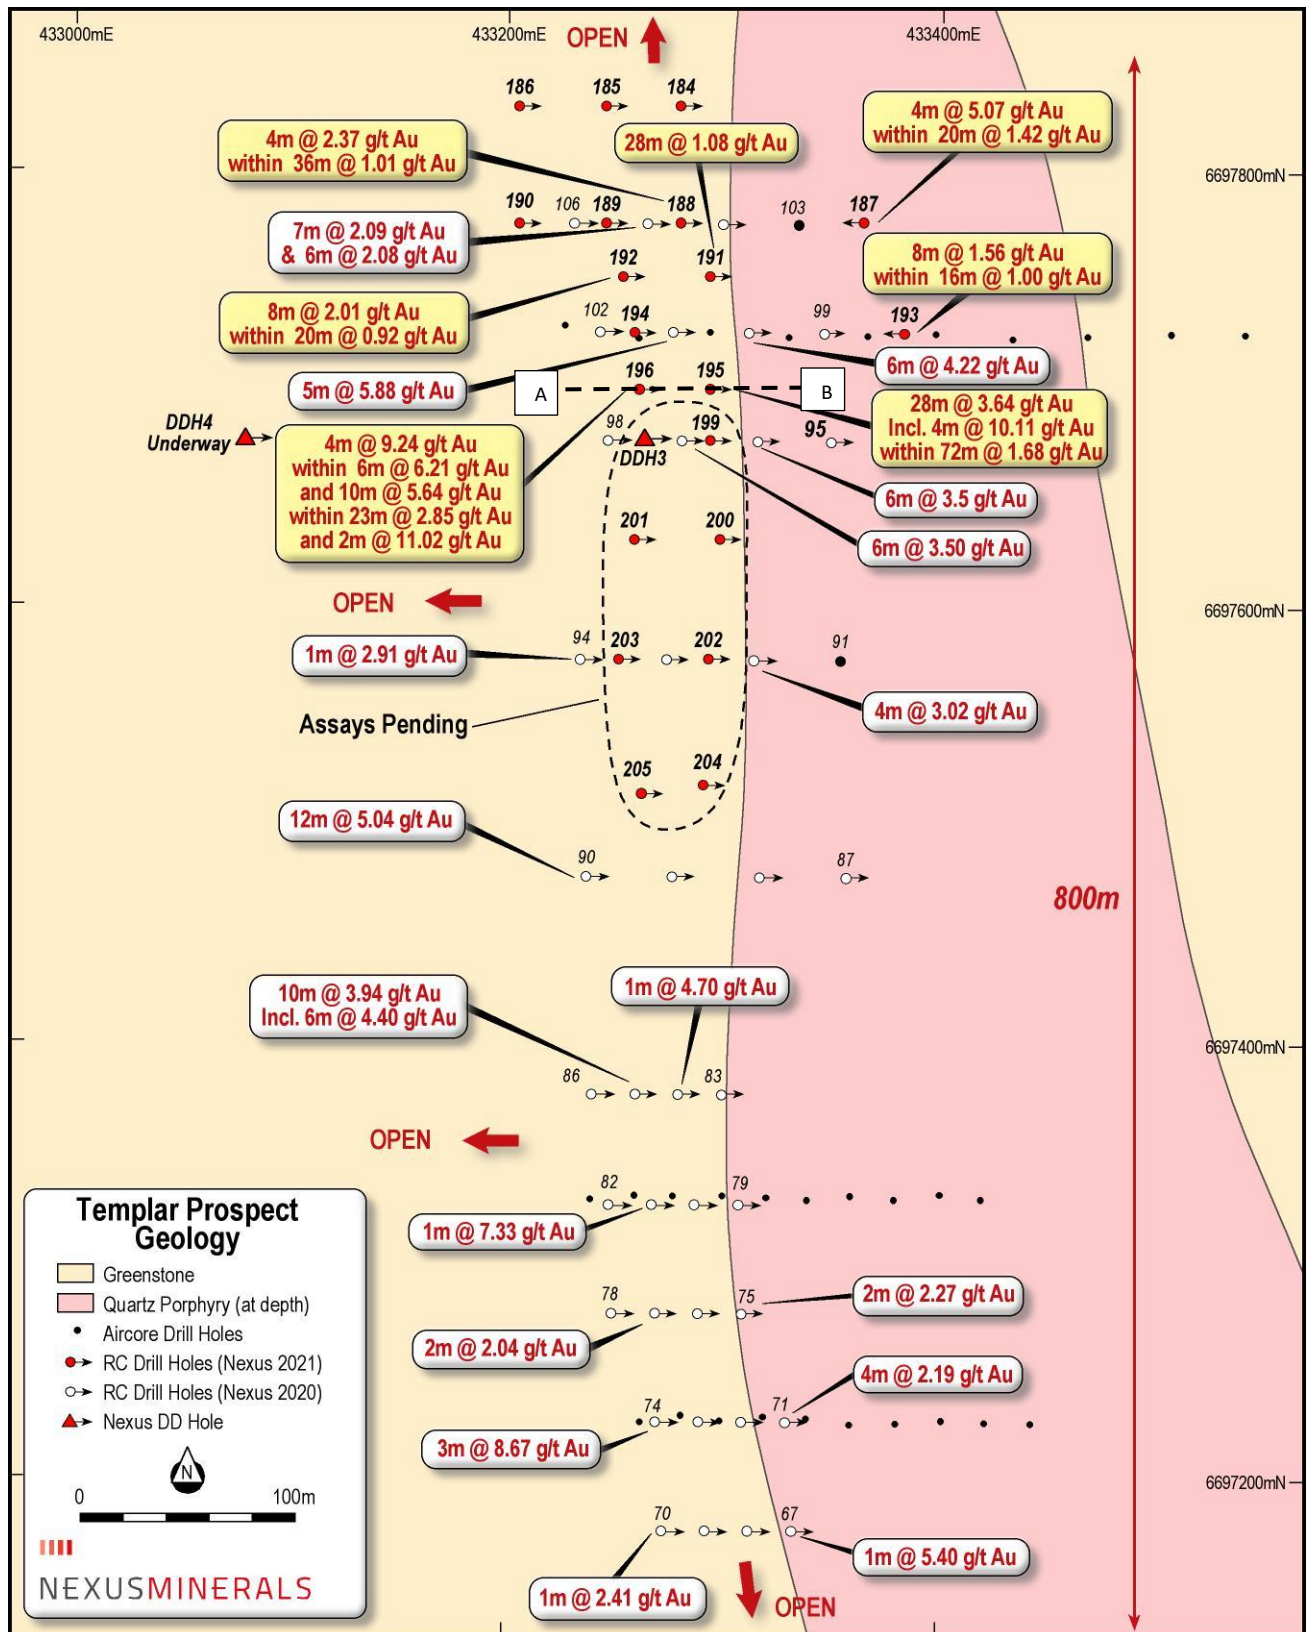 433000mE
433200mE
433400mE
OPEN
186
185
184
4m @ 2.37 g/t Au
within 36m @ 1.01 g/t Au
28m @ 1.08 g/t Au
4m @ 5.07 g/t Au
within 20m @ 1.42 g/t Au
6697800mN
190
106
189
188
103
187
7m @ 2.09 g/t Au
& 6m @ 2.08 g/t Au
192
191
8m @ 1.56 g/t Au
within 16m @ 1.00 g/t Au
8m @ 2.01 g/t Au
within 20m @ 0.92 g/t Au
102
194
99
193
5m @ 5.88 g/t Au
6m @ 4.22 g/t Au
A
196
195
B
28m @ 3.64 g/t Au
Incl. 4m @ 10.11 g/t Au
within 72m @ 1.68 g/t Au
DDH4
Underway
98
DDH3
199
95
4m @ 9.24 g/t Au
within 6m @ 6.21 g/t Au
and 10m @ 5.64 g/t Au
within 23m @ 2.85 g/t Au
and 2m @ 11.02 g/t Au
6m @ 3.5 g/t Au
6m @ 3.50 g/t Au
201
200
OPEN
6697600mN
94
203
202
91
1m @ 2.91 g/t Au
4m @ 3.02 g/t Au
Assays Pending
205
204
12m @ 5.04 g/t Au
90
87
800m
10m @ 3.94 g/t Au
Incl. 6m @ 4.40 g/t Au
1m @ 4.70 g/t Au
6697400mN
86
83
OPEN
82
79
1m @ 7.33 g/t Au
78
75
2m @ 2.27 g/t Au
2m @ 2.04 g/t Au
74
71
4m @ 2.19 g/t Au
3m @ 8.67 g/t Au
6697200mN
70
67
1m @ 5.40 g/t Au
1m @ 2.41 g/t Au
OPEN
Templar Prospect
Geology
Greenstone
Quartz Porphyry (at depth)
Aircore Drill Holes
RC Drill Holes (Nexus 2021)
RC Drill Holes (Nexus 2020)
Nexus DD Hole
N
0
100m
NEXUSMINERALS